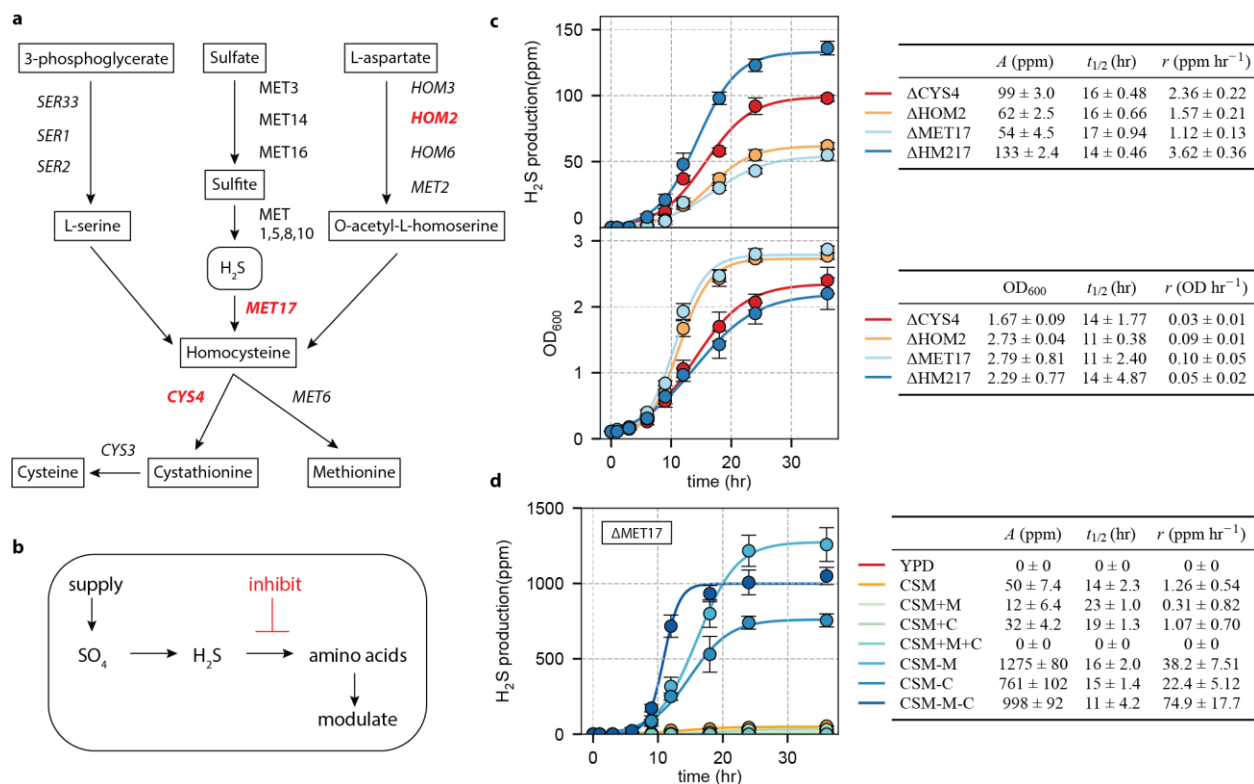 a
3-phosphoglycerate
Sulfate
L-aspartate
SER33
SER1
SER2
MET3
MET14
MET16
HOM3
HOM2
HOM6
MET2
Sulfite
L-serine
MET
1,5,8,10
O-acetyl-L-homoserine
H2S
MET17
Homocysteine
CYS4
MET6
CYS3
Cysteine
Cystathionine
Methionine
b
supply
inhibit
SO4
H2S
amino acids
modulate
c
H2S production(ppm)
150
100
50
0
A (ppm) t1/2 (hr) r (ppm hr−1)
ΔCYS4 99 ± 3.0 16 ± 0.48 2.36 ± 0.22
ΔHOM2 62 ± 2.5 16 ± 0.66 1.57 ± 0.21
ΔMET17 54 ± 4.5 17 ± 0.94 1.12 ± 0.13
ΔHM217 133 ± 2.4 14 ± 0.46 3.62 ± 0.36
OD600
3
2
1
0
0 10 20 30
time (hr)
OD600 t1/2 (hr) r (OD hr−1)
ΔCYS4 1.67 ± 0.09 14 ± 1.77 0.03 ± 0.01
ΔHOM2 2.73 ± 0.04 11 ± 0.38 0.09 ± 0.01
ΔMET17 2.79 ± 0.81 11 ± 2.40 0.10 ± 0.05
ΔHM217 2.29 ± 0.77 14 ± 4.87 0.05 ± 0.02
d
H2S production(ppm)
1500
1000
500
0
ΔMET17
0 10 20 30
time (hr)
A (ppm) t1/2 (hr) r (ppm hr−1)
YPD 0 ± 0 0 ± 0 0 ± 0
CSM 50 ± 7.4 14 ± 2.3 1.26 ± 0.54
CSM+M 12 ± 6.4 23 ± 1.0 0.31 ± 0.82
CSM+C 32 ± 4.2 19 ± 1.3 1.07 ± 0.70
CSM+M+C 0 ± 0 0 ± 0 0 ± 0
CSM-M 1275 ± 80 16 ± 2.0 38.2 ± 7.51
CSM-C 761 ± 102 15 ± 1.4 22.4 ± 5.12
CSM-M-C 998 ± 92 11 ± 4.2 74.9 ± 17.7